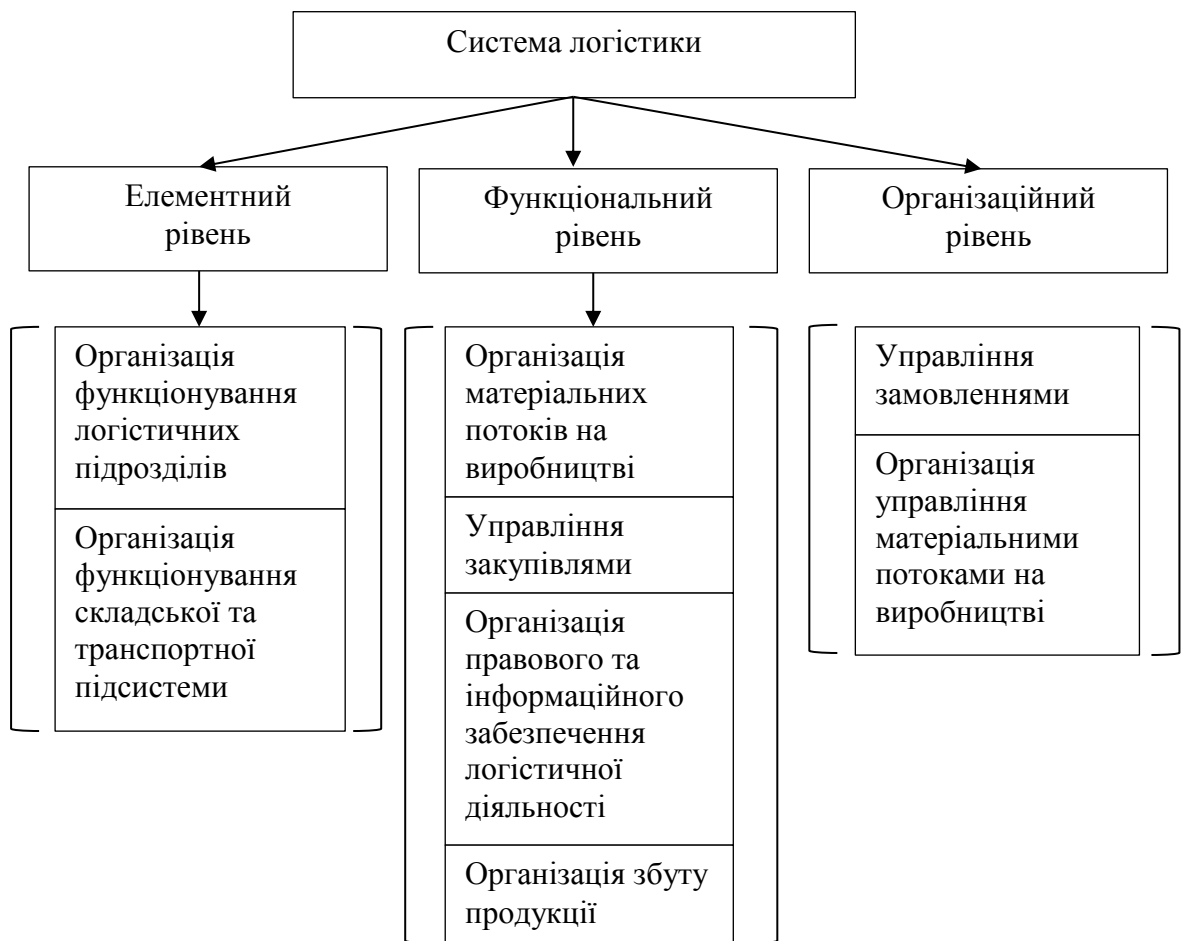 Система логістики
Елементний
рівень
Функціональний
рівень
Організаційний
рівень
Організація
функціонування
логістичних
підрозділів
Організація
функціонування
складської та
транспортної
підсистеми
Організація
матеріальних
потоків на
виробництві
Управління
закупівлями
Організація
правового та
інформаційного
забезпечення
логістичної
діяльності
Організація збуту
продукції
Управління
замовленнями
Організація
управління
матеріальними
потоками на
виробництві